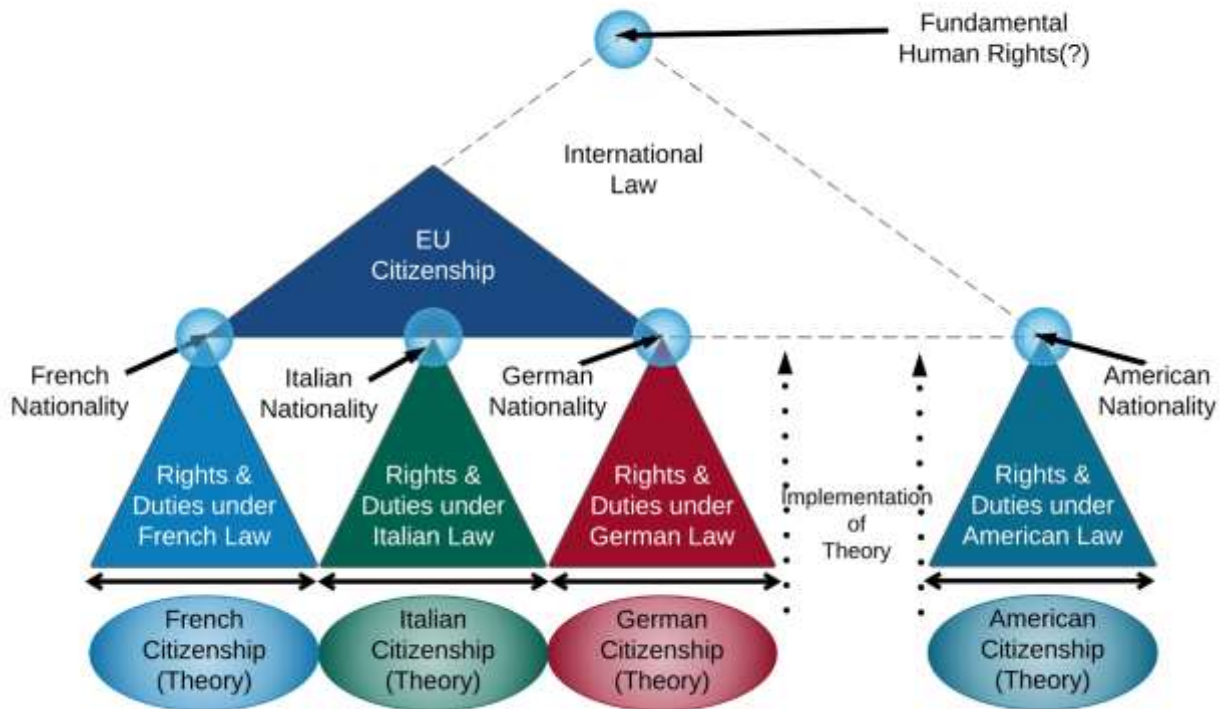 Fundamental
Human Rights(?)
International
Law
EU
Citizenship
French
Nationality
Italian
Nationality
German
Nationality
American
Nationality
Rights &
Duties under
French Law
Rights &
Duties under
Italian Law
Rights &
Duties under
German Law
Implementation
of
Theory
Rights &
Duties under
American Law
French
Citizenship
(Theory)
Italian
Citizenship
(Theory)
German
Citizenship
(Theory)
American
Citizenship
(Theory)